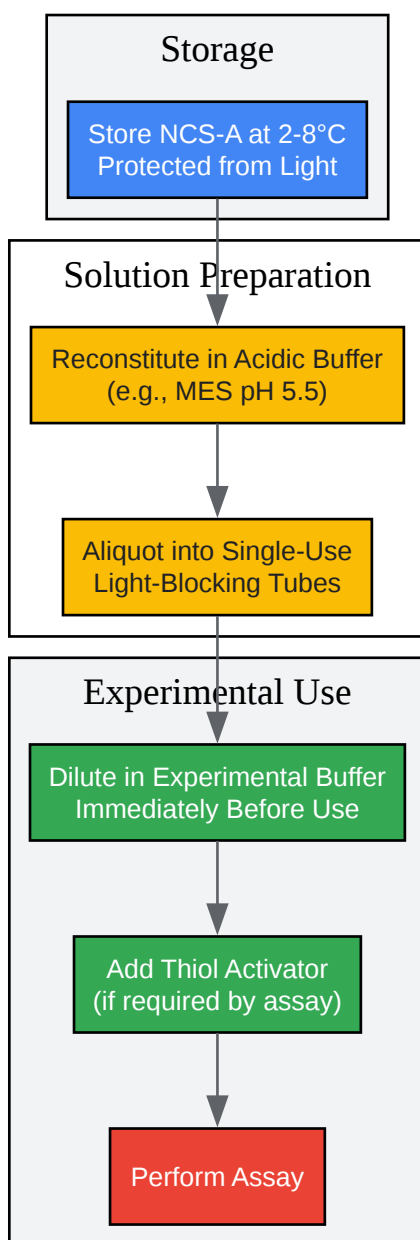 Storage
Store NCS-A at 2-8°C
Protected from Light
Solution Preparation
Reconstitute in Acidic Buffer
(e.g., MES pH 5.5)
Aliquot into Single-Use
Light-Blocking Tubes
Experimental Use
Dilute in Experimental Buffer
Immediately Before Use
Add Thiol Activator
(if required by assay)
Perform Assay